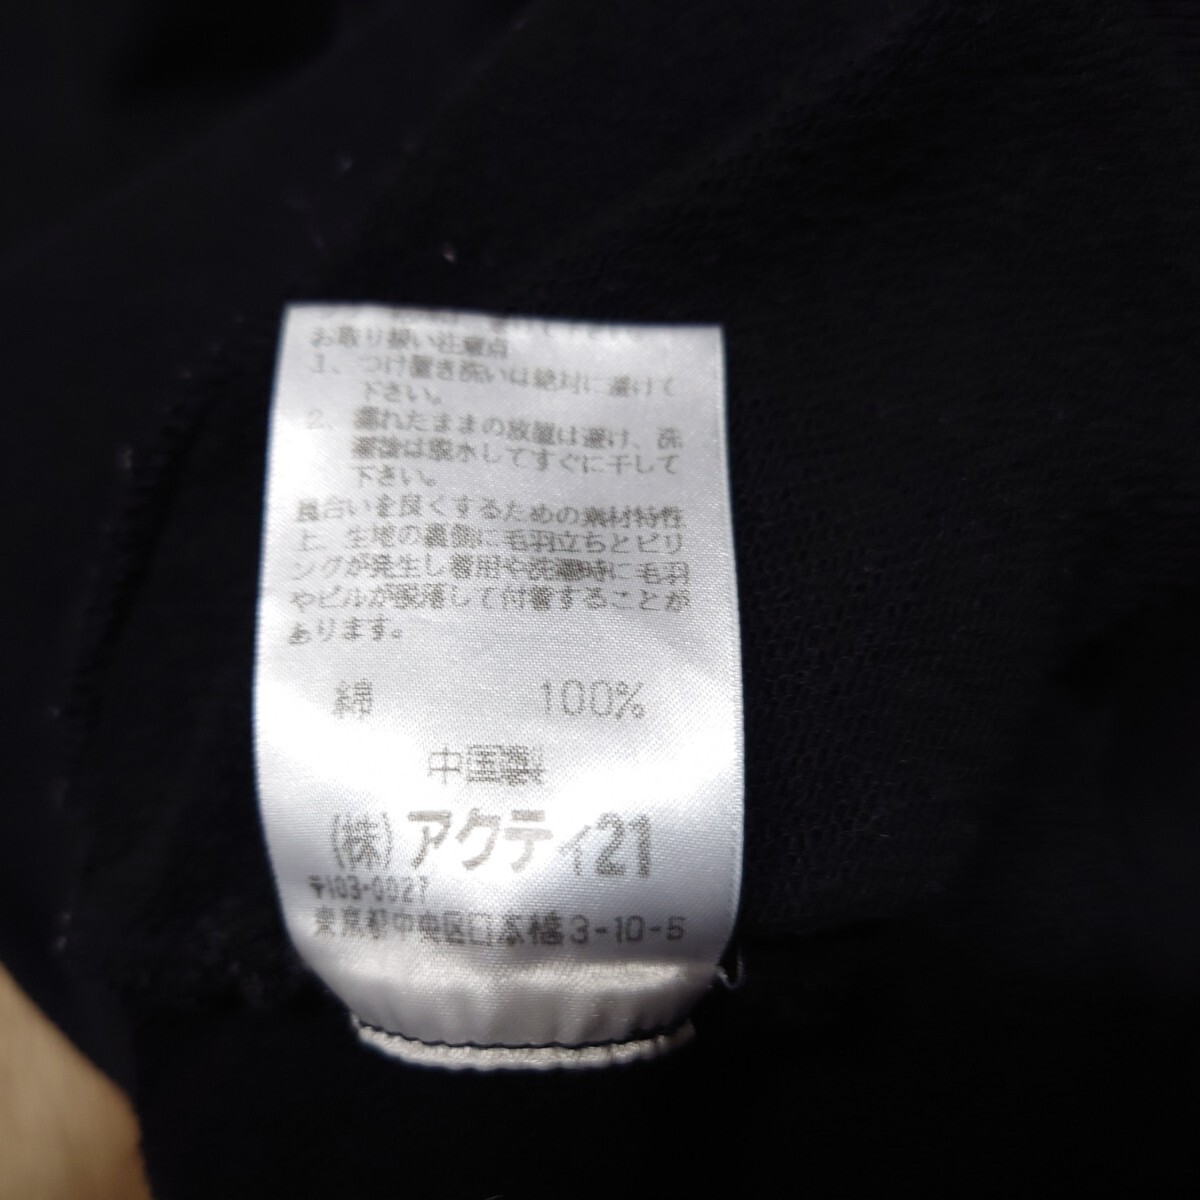 お取り扱い注意点
1、つけ置き洗いは絶対に避けて
下さい。
2、濡れたままの放置は避け、洗
濯後は脱水してすぐに干して
下さい。
風合いを良くするための素材特性
上、生地の裏側に毛羽立ちとピリ
ングが発生し着用や洗濯時に毛羽
やピルが脱落して付着することが
あります。
綿 100%
中国製
(株)アクティ21
〒103-0027
東京都中央区日本橋3-10-6